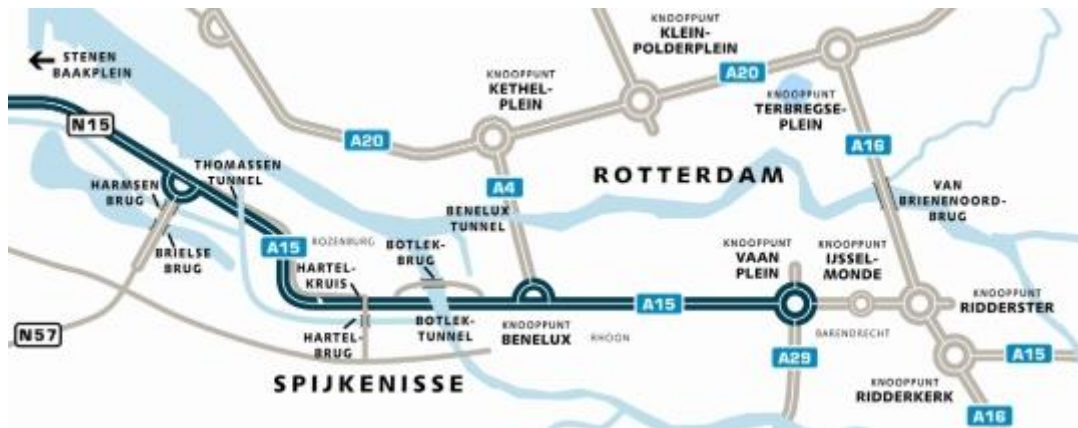 STENEN
BAAKPLEIN
N15
A20
KNOOPPUNT
KETHEL-
PLEIN
KNOOPPUNT
KLEIN-
POLDERPLEIN
A20
KNOOPPUNT
TERBREGSE-
PLEIN
A16
THOMASSEN
TUNNEL
HARMSEN
BRUG
BRIELSE
BRUG
A4
BENELUX
TUNNEL
ROTTERDAM
VAN
BRIENENOORD-
BRUG
A15
ROZENBURG
HARTEL-
KRUIS
BOTLEK-
BRUG
KNOOPPUNT
VAAN
PLEIN
KNOOPPUNT
IJSSEL-
MONDE
KNOOPPUNT
RIDDERSTER
N57
HARTEL-
BRUG
BOTLEK-
TUNNEL
KNOOPPUNT
BENELUX
RHOON
A15
BARENDRECHT
A29
A15
SPIJKENISSE
KNOOPPUNT
RIDDERKERK
A16